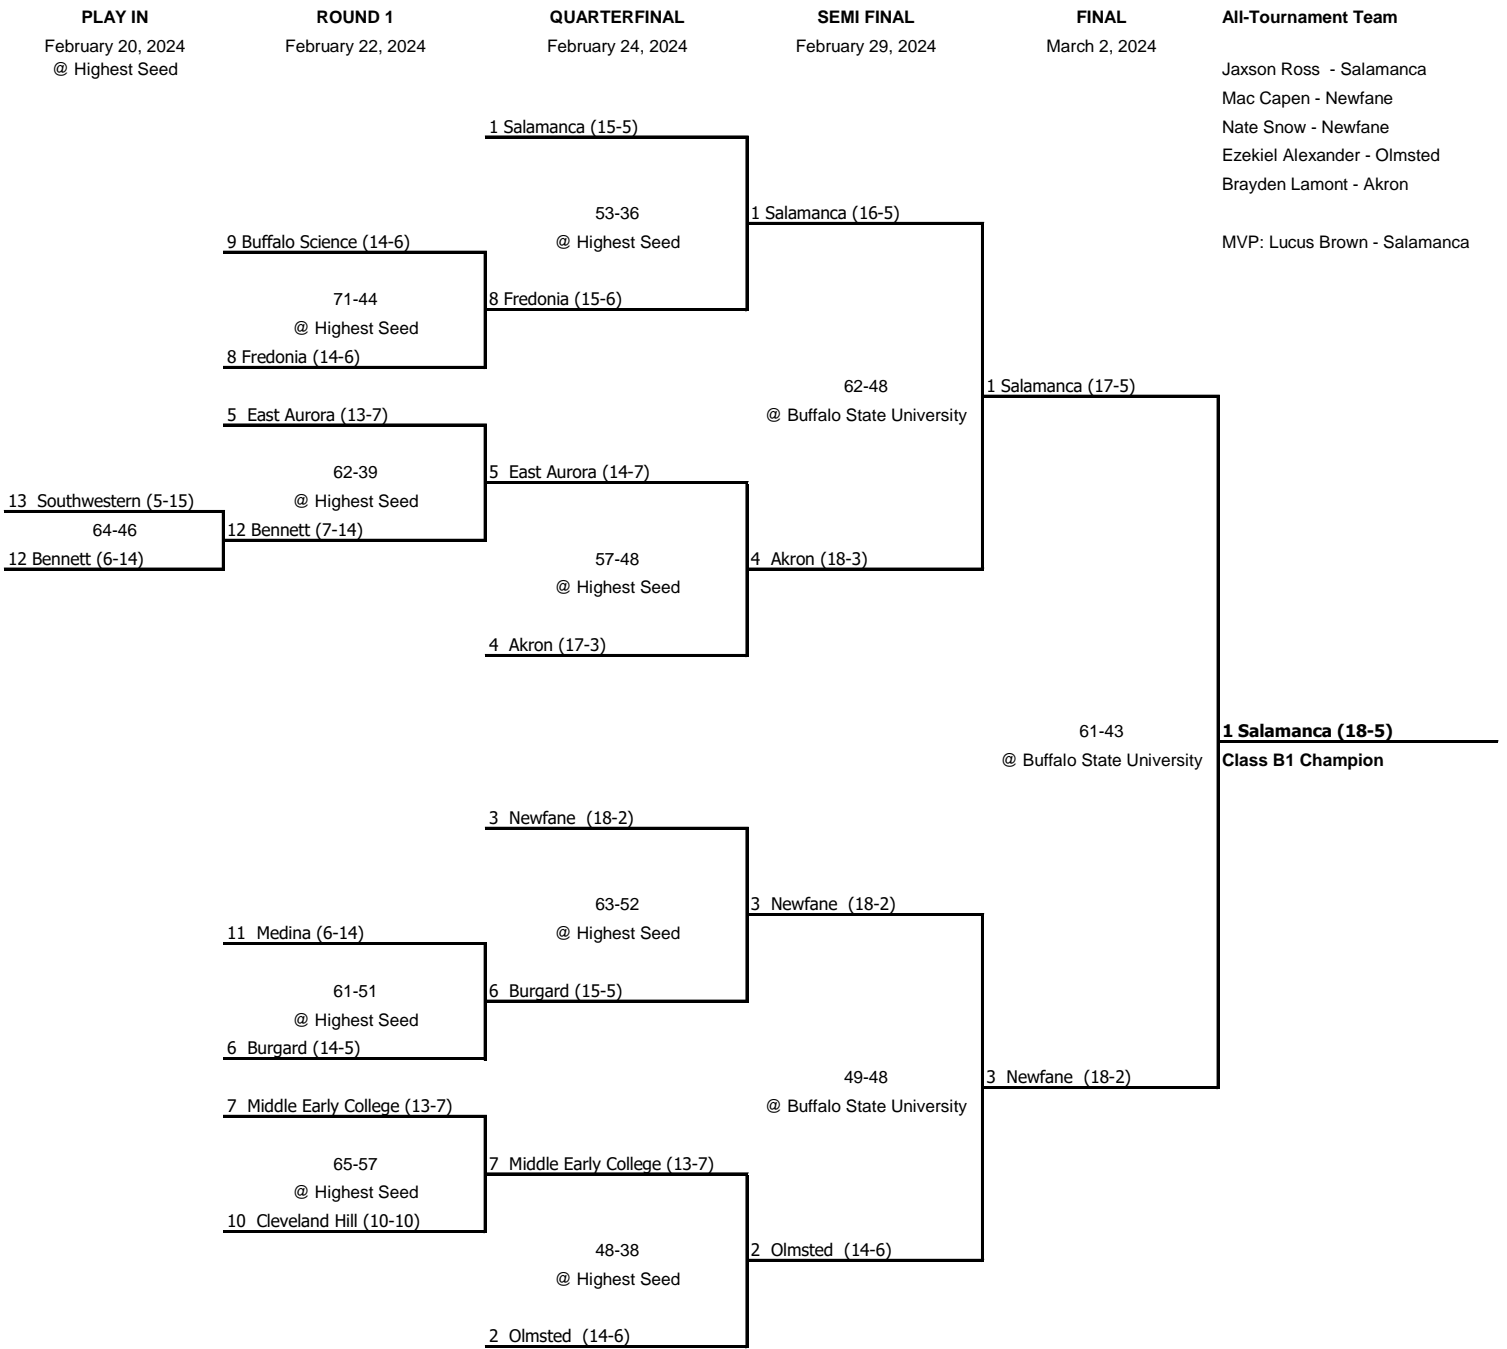 PLAY IN
February 20, 2024
@ Highest Seed
ROUND 1
February 22, 2024
QUARTERFINAL
February 24, 2024
SEMI FINAL
February 29, 2024
FINAL
March 2, 2024
All-Tournament Team
Jaxson Ross - Salamanca
Mac Capen - Newfane
Nate Snow - Newfane
Ezekiel Alexander - Olmsted
Brayden Lamont - Akron
MVP: Lucus Brown - Salamanca
13 Southwestern (5-15)
64-46
12 Bennett (6-14)
9 Buffalo Science (14-6)
71-44
@ Highest Seed
8 Fredonia (14-6)
5 East Aurora (13-7)
62-39
@ Highest Seed
12 Bennett (7-14)
11 Medina (6-14)
61-51
@ Highest Seed
6 Burgard (14-5)
7 Middle Early College (13-7)
65-57
@ Highest Seed
10 Cleveland Hill (10-10)
1 Salamanca (15-5)
53-36
@ Highest Seed
8 Fredonia (15-6)
5 East Aurora (14-7)
57-48
@ Highest Seed
4 Akron (17-3)
3 Newfane (18-2)
63-52
@ Highest Seed
6 Burgard (15-5)
7 Middle Early College (13-7)
48-38
@ Highest Seed
2 Olmsted (14-6)
1 Salamanca (16-5)
62-48
@ Buffalo State University
4 Akron (18-3)
3 Newfane (18-2)
49-48
@ Buffalo State University
2 Olmsted (14-6)
1 Salamanca (17-5)
61-43
@ Buffalo State University
3 Newfane (18-2)
1 Salamanca (18-5)
Class B1 Champion